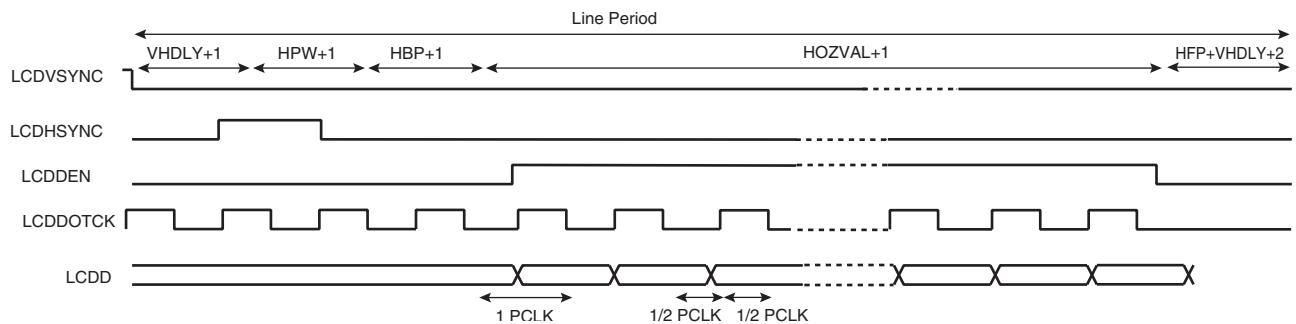 Line Period
VHDLY+1 HPW+1 HBP+1 HOZVAL+1 HFP+VHDLY+2
LCDVSYNC
LCDHSYNC
LCDDEN
LCDDOTCK
LCDD
1 PCLK 1/2 PCLK 1/2 PCLK